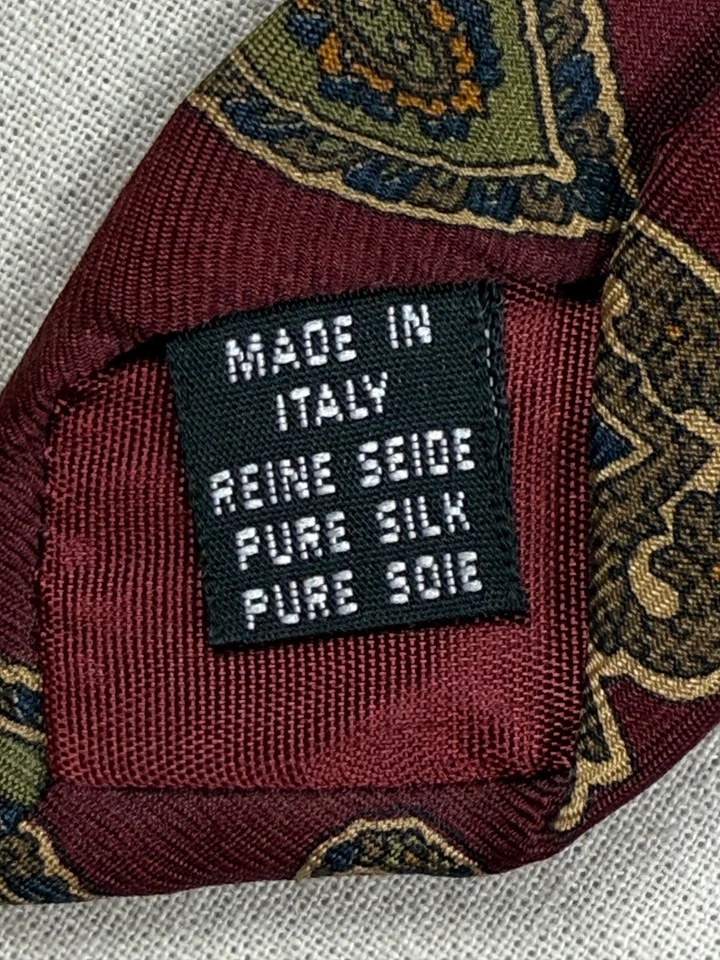 MADE IN
ITALY
REINE SEIDE
PURE SILK
PURE SOIE